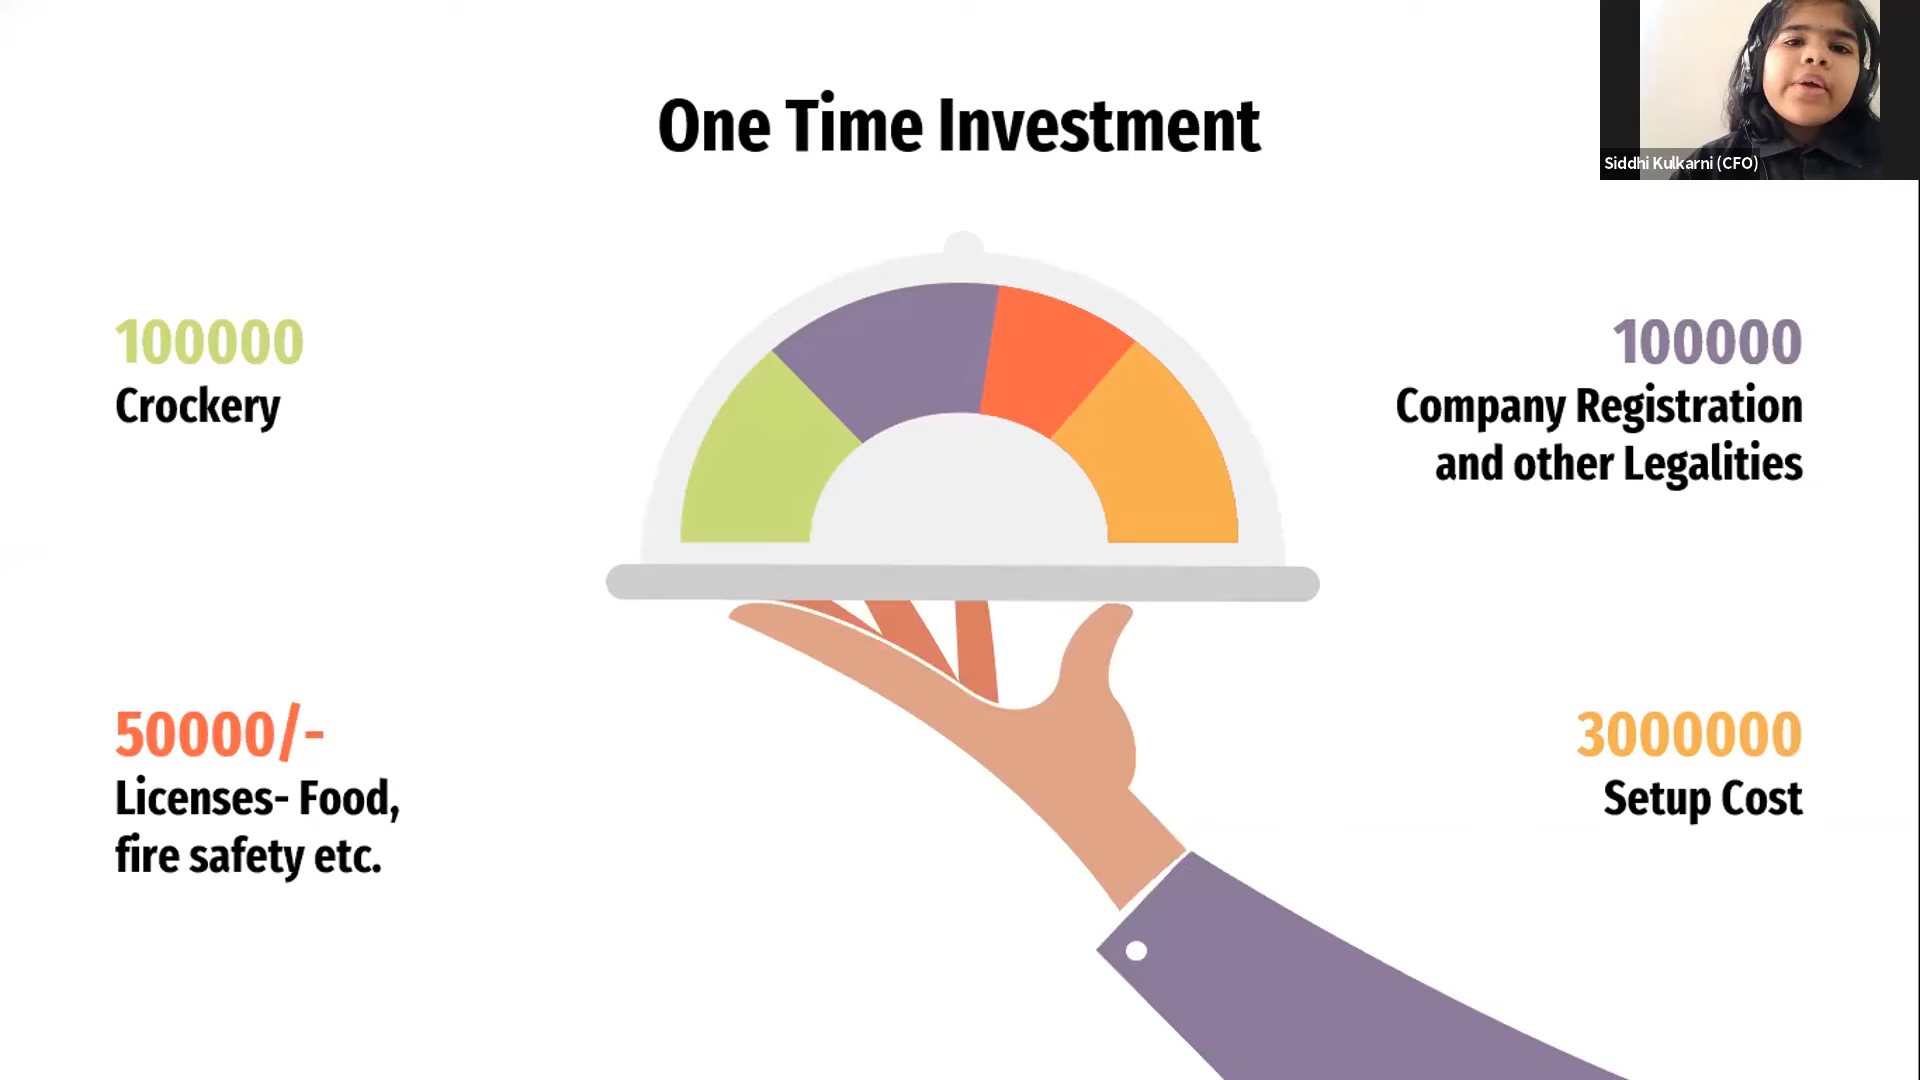 One Time Investment
Siddhi Kulkarni (CFO)
100000
Crockery
100000
Company Registration
and other Legalities
50000/-
Licenses- Food,
fire safety etc.
3000000
Setup Cost